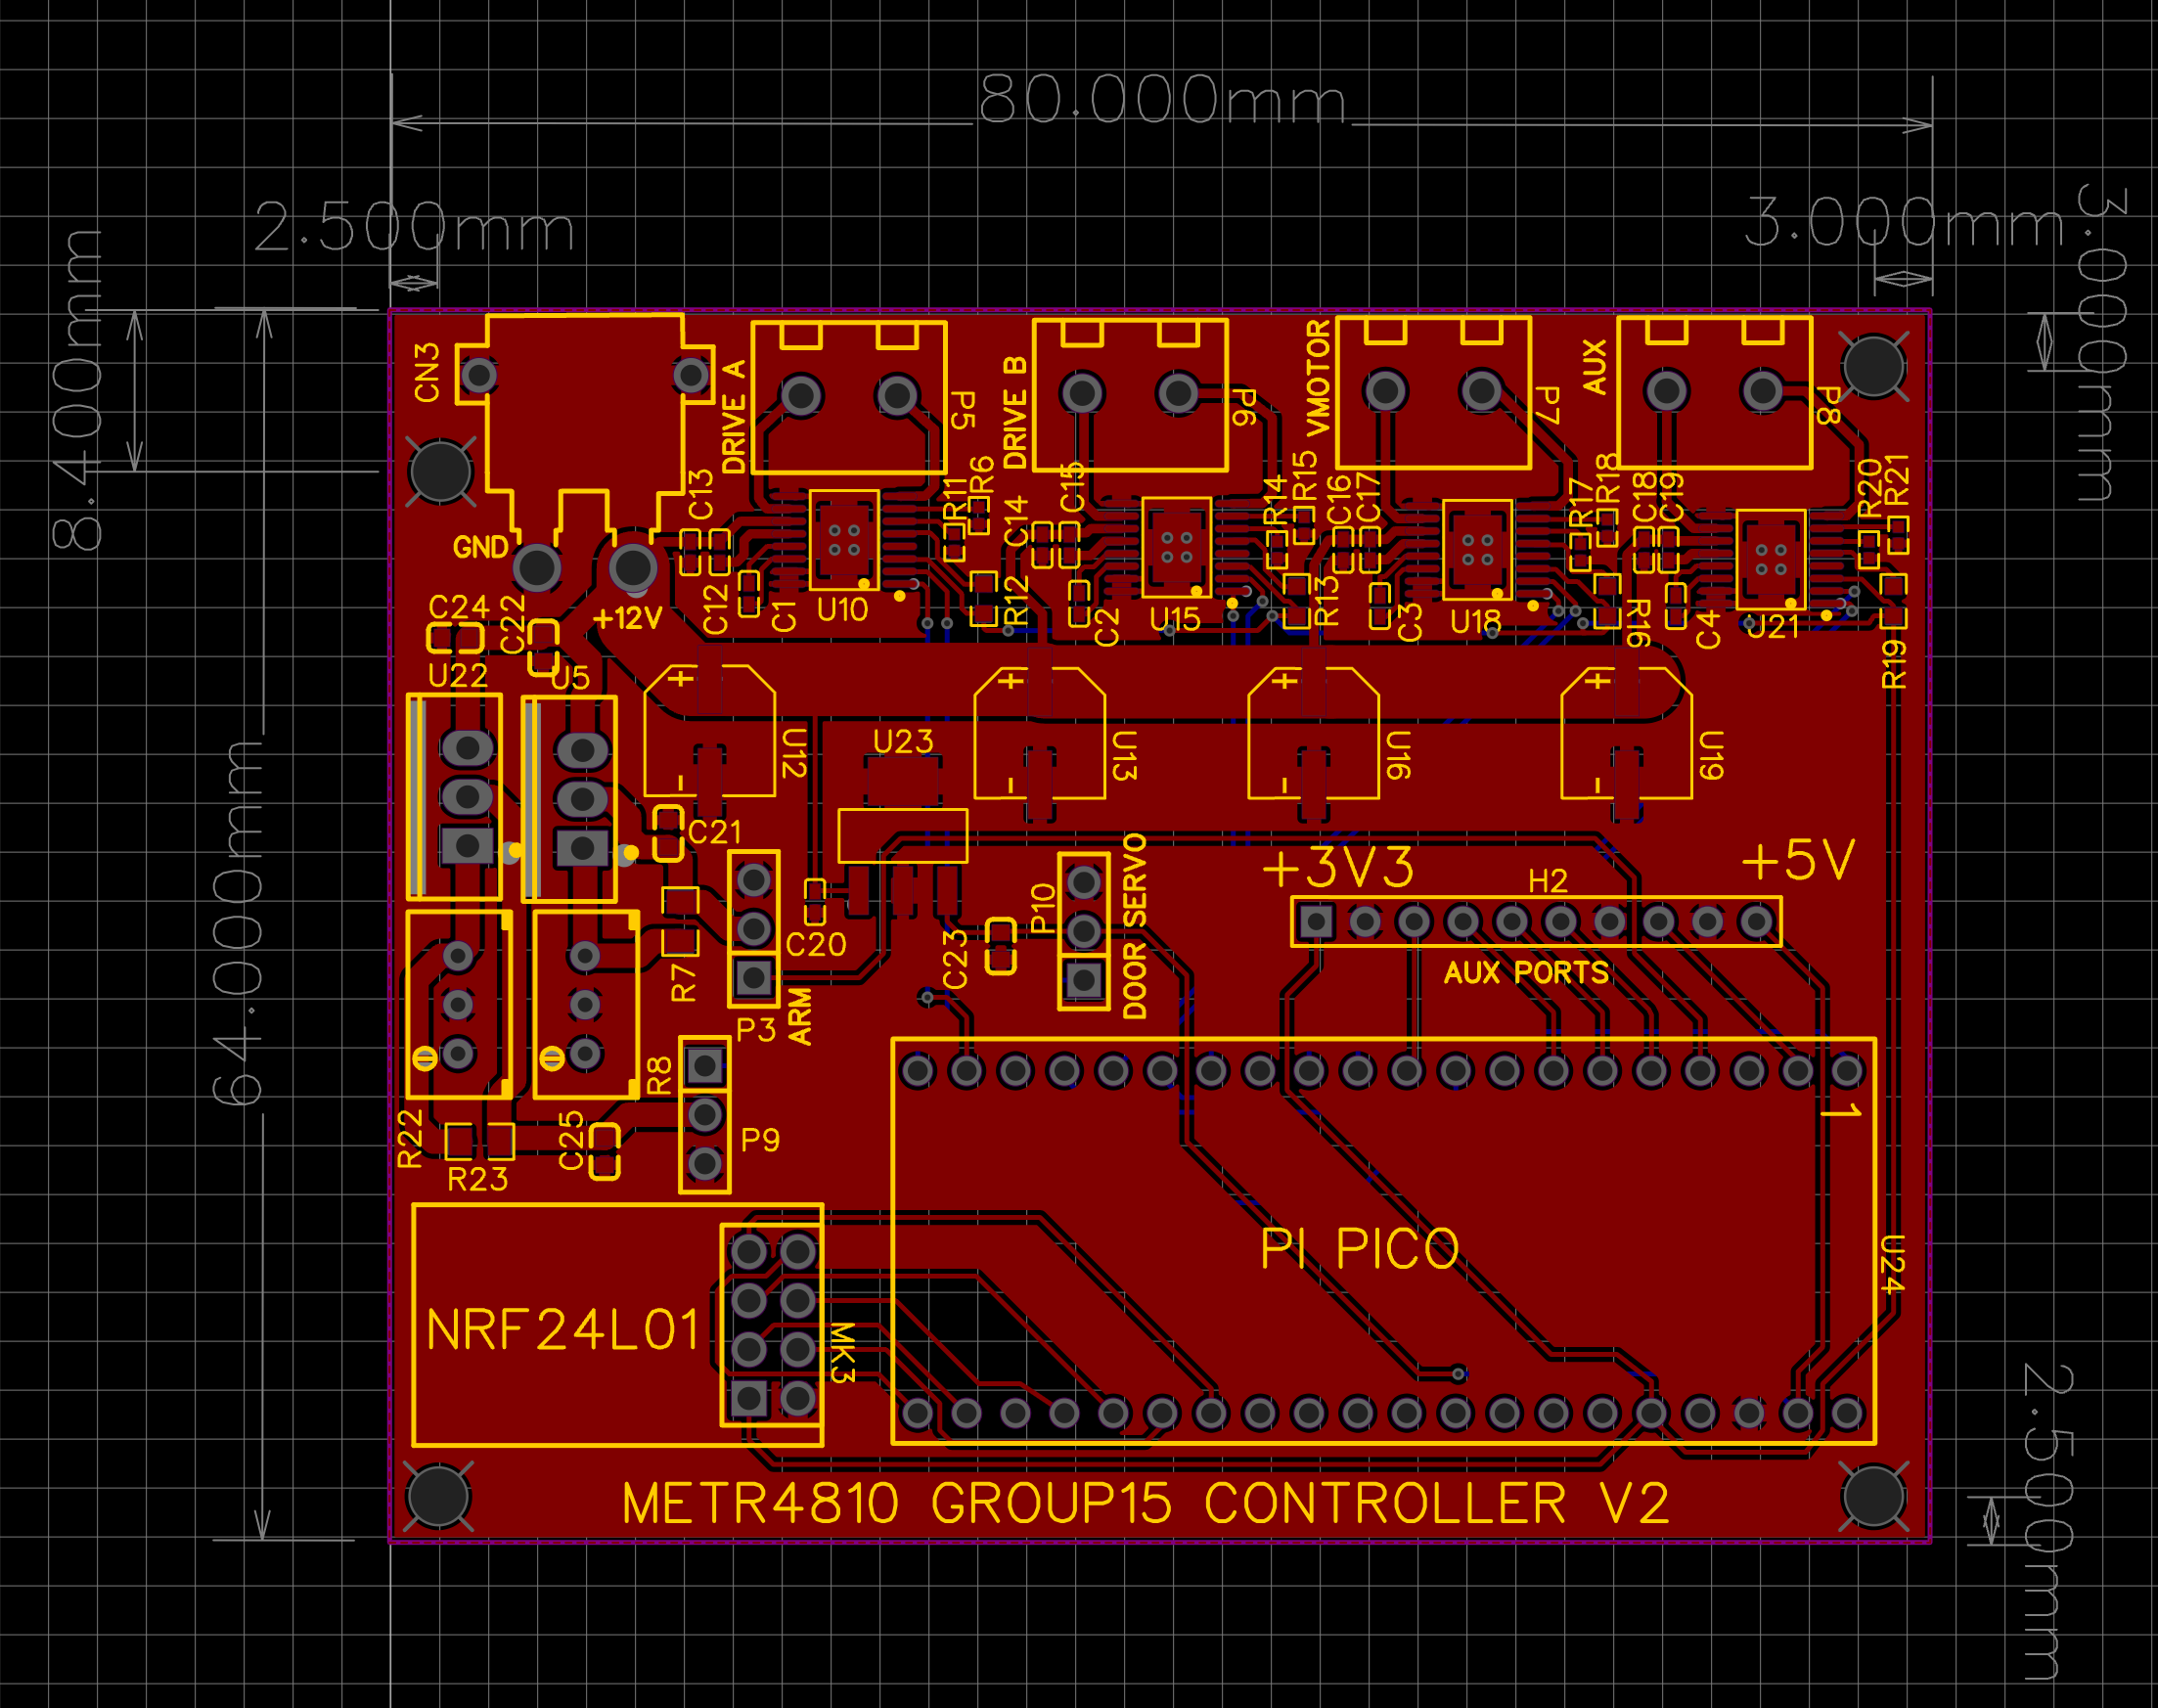 80.000mm
2.500mm
3.000mm
3.000mm
8.400mm
CN3
DRIVE A
P5
DRIVE B
P6
VMOTOR
P7
AUX
P8
GND
+12V
C13
C12
C1
U10
R11
R6
R12
C14
C15
C2
U15
R14
R15
R13
C16
C17
C3
U18
R17
R18
R16
C18
C19
C4
U21
R20
R21
R19
C24
C22
U22
U5
+
-
U12
U23
+
-
U13
+
-
U16
+
-
U19
C21
R7
P3
ARM
C20
C23
P10
DOOR SERVO
+3V3
H2
+5V
AUX PORTS
64.000mm
R8
P9
R22
R23
C25
1
PI PICO
U24
NRF24L01
MK3
METR4810 GROUP15 CONTROLLER V2
2.500mm